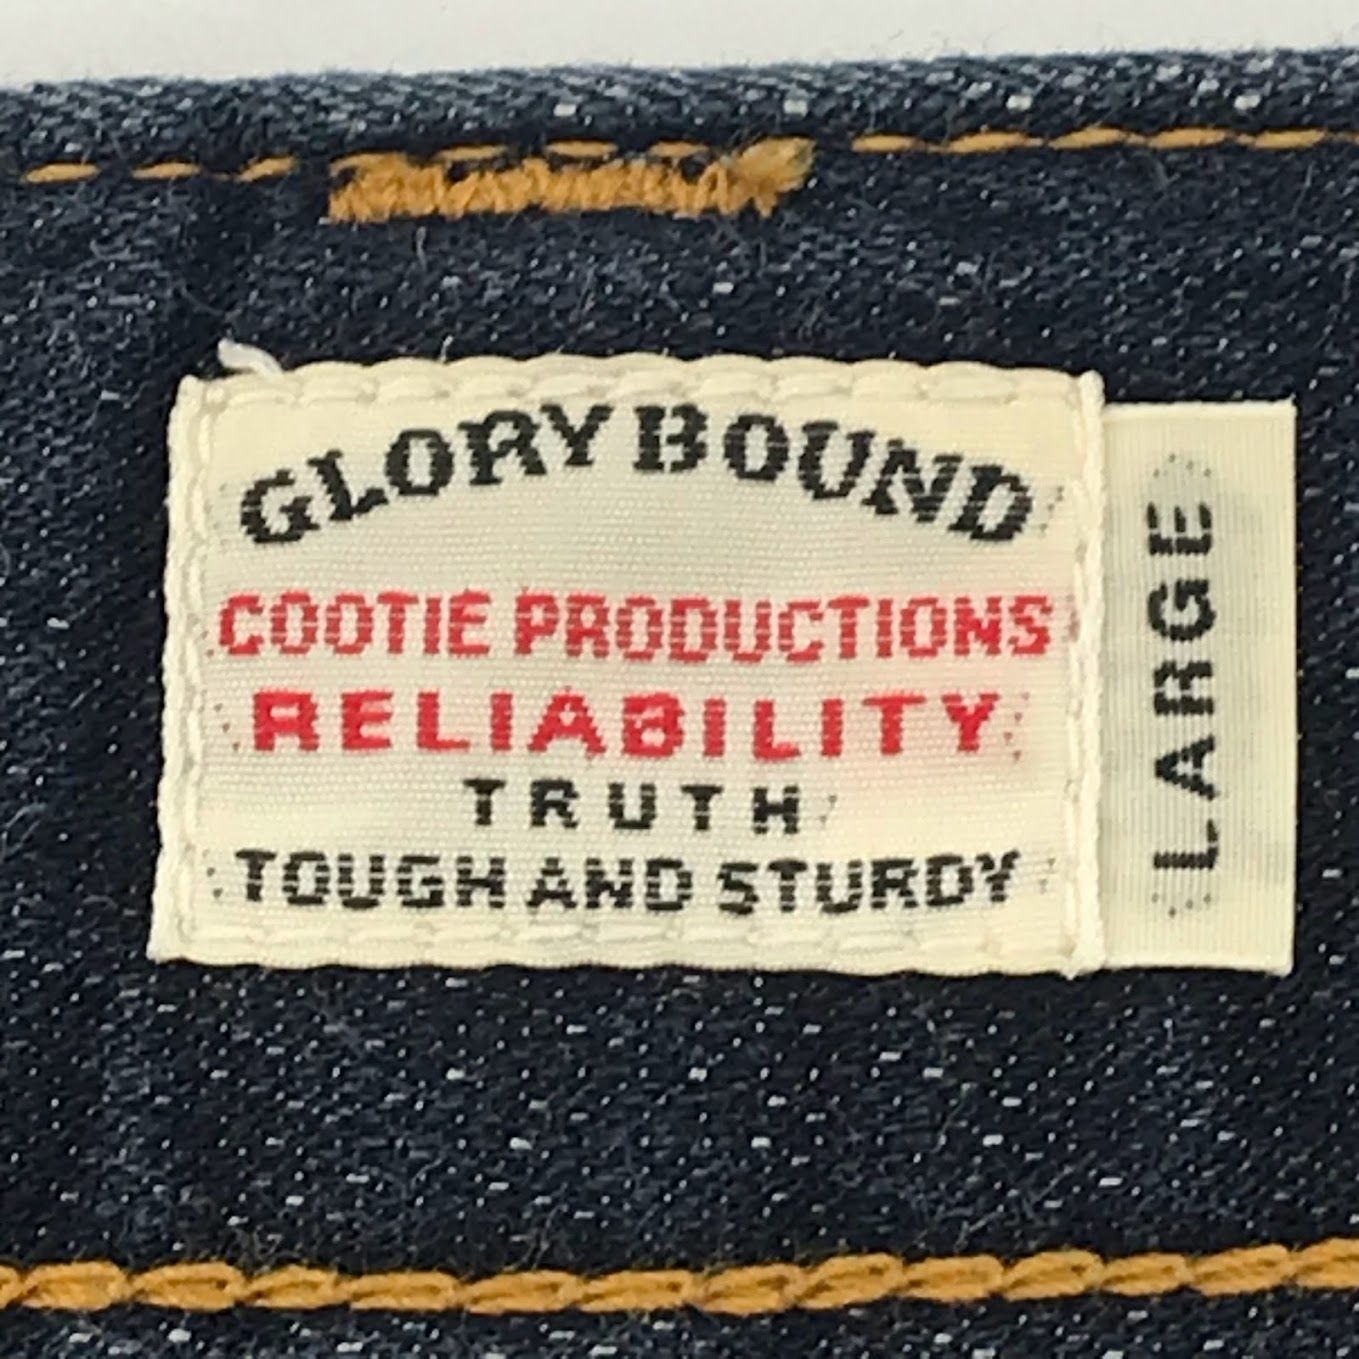 GLORY BOUND
COOTIE PRODUCTIONS
RELIABILITY
TRUTH
TOUGH AND STURDY
LARGE